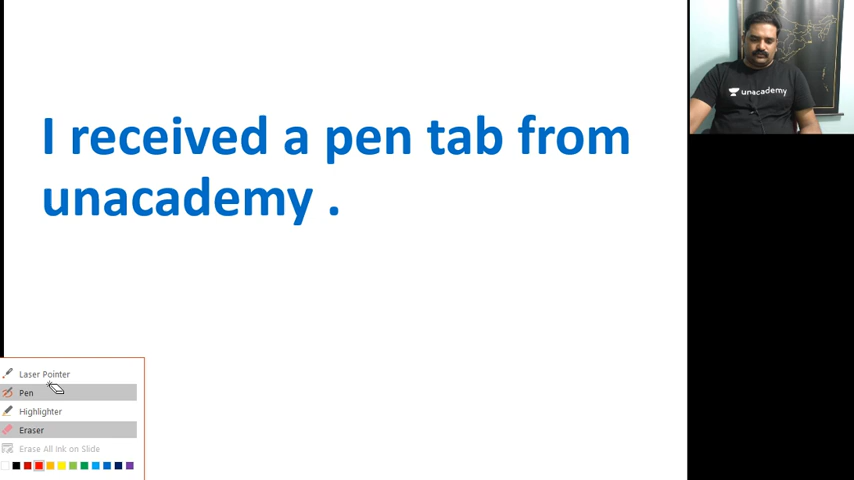 I received a pen tab from
unacademy .
unacademy
Laser Pointer
Pen
Highlighter
Eraser
Erase All Ink on Slide